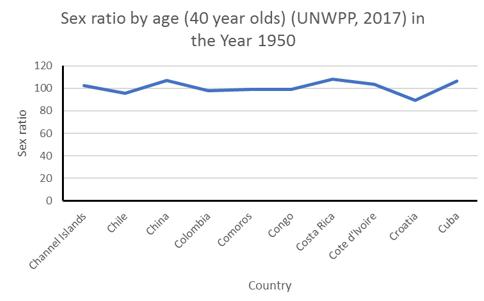 Sex ratio by age (40 year olds) (UNWPP, 2017) in
the Year 1950
120
100
80
60
40
20
0
Sex ratio
Channel Islands
Chile
China
Colombia
Comoros
Congo
Costa Rica
Cote d'Ivoire
Croatia
Cuba
Country